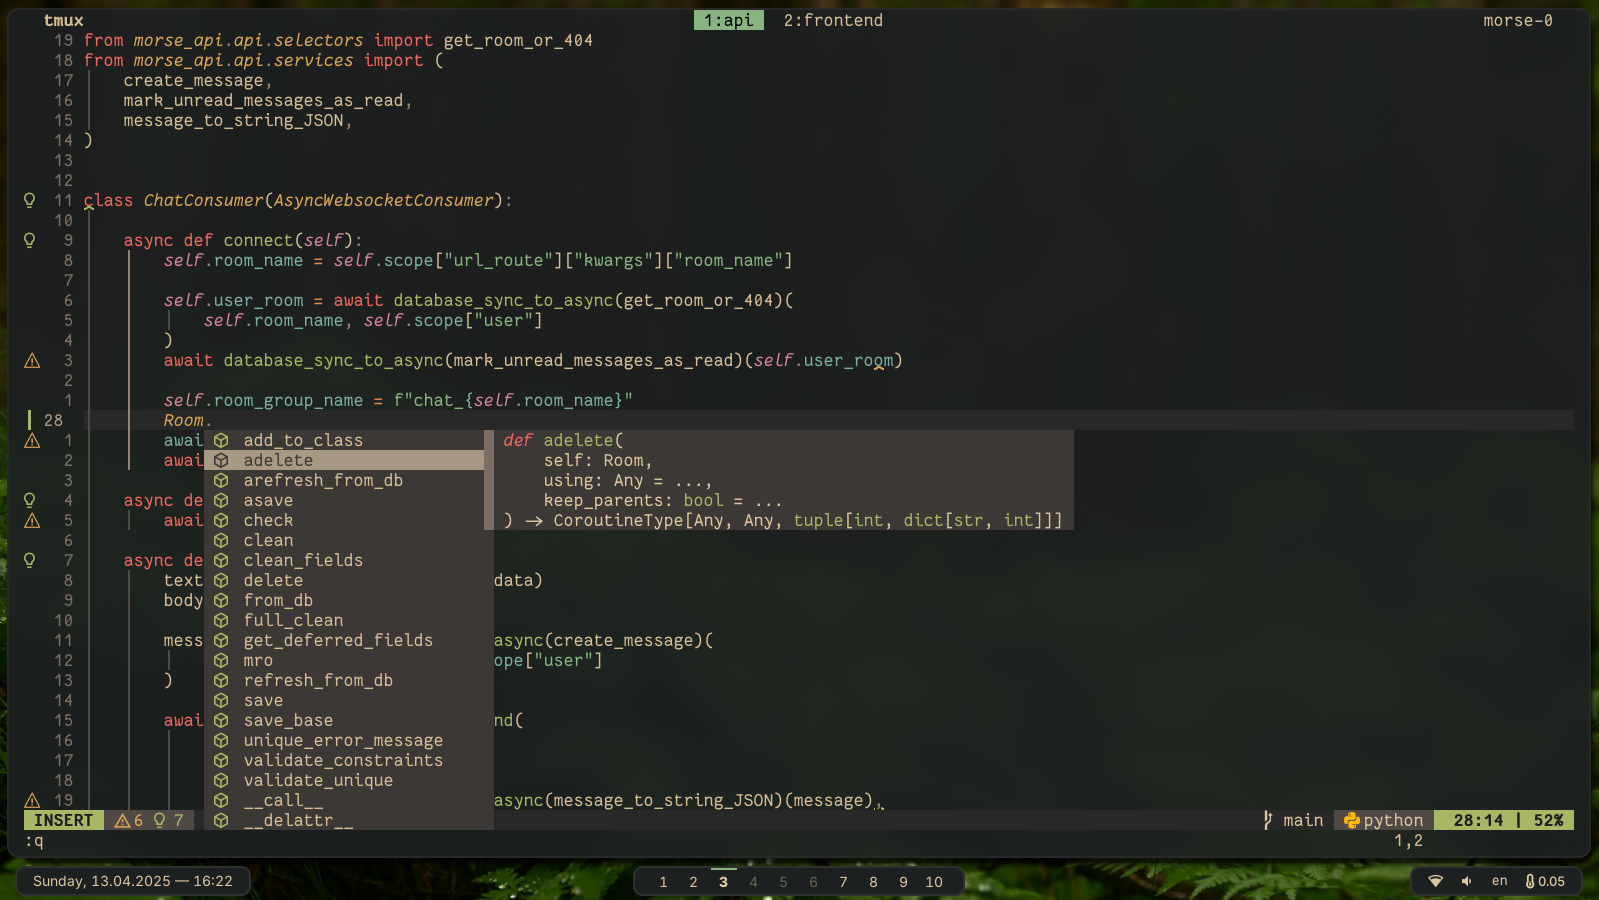 tmux 1:api 2:frontend morse-0
19 from morse_api.api.selectors import get_room_or_404
18 from morse_api.api.services import (
17 create_message,
16 mark_unread_messages_as_read,
15 message_to_string_JSON,
14 )
13
12
11 class ChatConsumer(AsyncWebsocketConsumer):
10
9 async def connect(self):
8 self.room_name = self.scope["url_route"]["kwargs"]["room_name"]
7
6 self.user_room = await database_sync_to_async(get_room_or_404)(
5 self.room_name, self.scope["user"]
4 )
3 await database_sync_to_async(mark_unread_messages_as_read)(self.user_room)
2
1 self.room_group_name = f"chat_{self.room_name}"
28 Room.
1 awai add_to_class def adelete(
2 awai adelete self: Room,
3 arefresh_from_db using: Any = ...,
4 async de asave keep_parents: bool = ...
5 awai check ) → CoroutineType[Any, Any, tuple[int, dict[str, int]]]
6 clean
7 async de clean_fields
8 text delete data)
9 body from_db
10 full_clean
11 mess get_deferred_fields async(create_message)(
12 mro ope["user"]
13 ) refresh_from_db
14 save
15 awai save_base nd(
16 unique_error_message
17 validate_constraints
18 validate_unique
19 __call__ async(message_to_string_JSON)(message),
INSERT 6 7 __delattr__ main python 28:14 | 52%
:q 1,2
Sunday, 13.04.2025 — 16:22 1 2 3 4 5 6 7 8 9 10 en 0.05